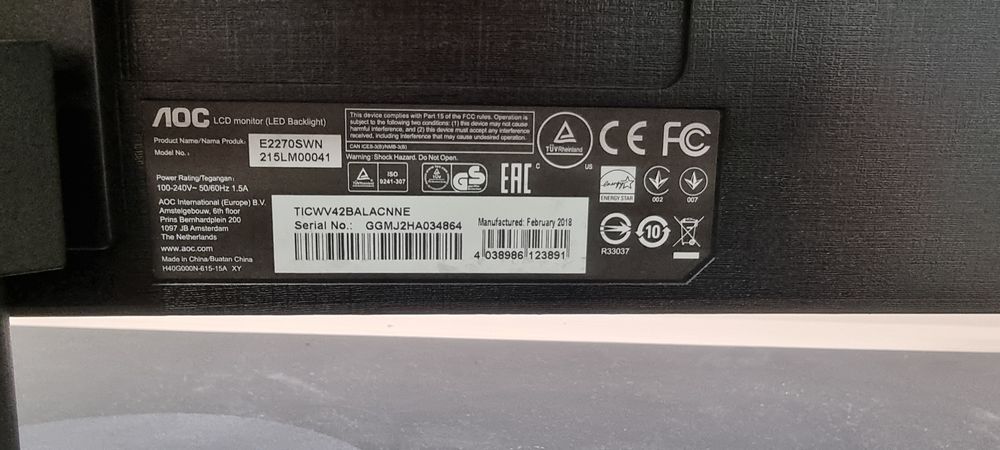 AOC LCD monitor (LED Backlight)
Product Name/Nama Produk: E2270SWN
Model No.: 215LM00041
Power Rating/Tegangan:
100-240V~ 50/60Hz 1.5A
AOC International (Europe) B.V.
Amstelgebouw, 6th floor
Prins Bernhardplein 200
1097 JB Amsterdam
The Netherlands
www.aoc.com
Made in China/Buatan China
H40G000N-615-15A XY
This device complies with Part 15 of the FCC rules. Operation is
subject to the following two conditions: (1) this device may not cause
harmful interference, and (2) this device must accept any interference
received, including interference that may cause undesired operation.
CAN ICES-3(B)/NMB-3(B)
Warning: Shock Hazard. Do Not Open.
TÜVRheinland
C US
CE FC
ISO
9241-307
GS
EAC
ENERGY STAR
002
007
R33037
10
TICWV42BALACNNE
Serial No.: GGMJ2HA034864
Manufactured: February 2018
4 038986 123891